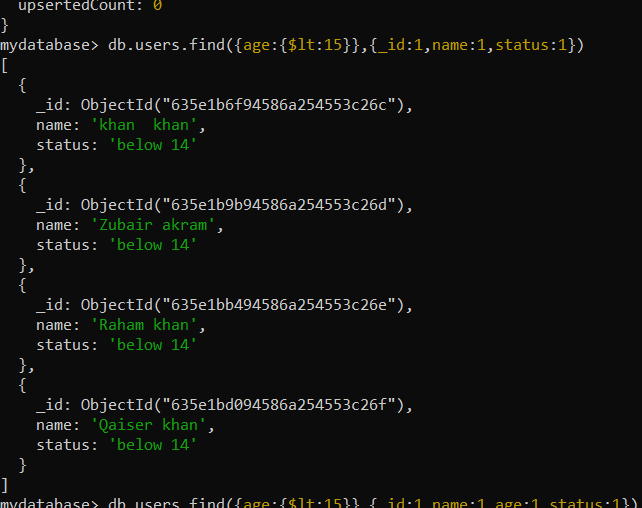 upsertedCount: 0
}
mydatabase> db.users.find({age:{$lt:15}},{_id:1,name:1,status:1})
[
  {
    _id: ObjectId("635e1b6f94586a254553c26c"),
    name: 'khan  khan',
    status: 'below 14'
  },
  {
    _id: ObjectId("635e1b9b94586a254553c26d"),
    name: 'Zubair akram',
    status: 'below 14'
  },
  {
    _id: ObjectId("635e1bb494586a254553c26e"),
    name: 'Raham khan',
    status: 'below 14'
  },
  {
    _id: ObjectId("635e1bd094586a254553c26f"),
    name: 'Qaiser khan',
    status: 'below 14'
  }
]
mydatabase> db.users.find({age:{$lt:15}},{_id:1,name:1,age:1,status:1})